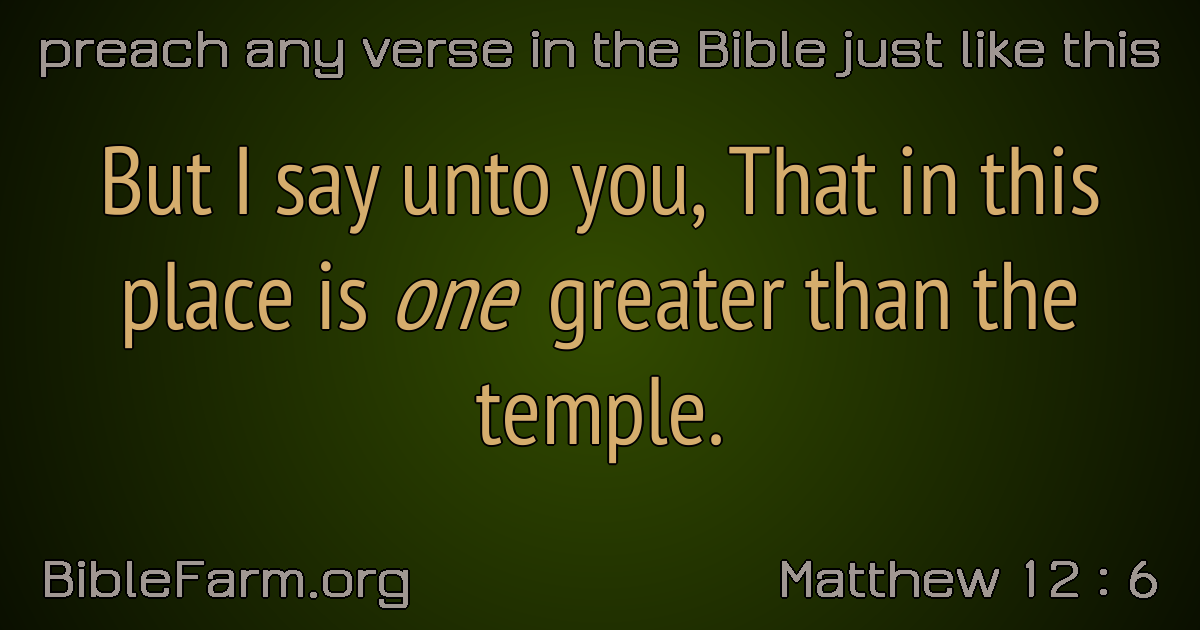 preach any verse in the Bible just like this
But I say unto you, That in this
place is one greater than the
temple.
BibleFarm.org
Matthew 12 : 6